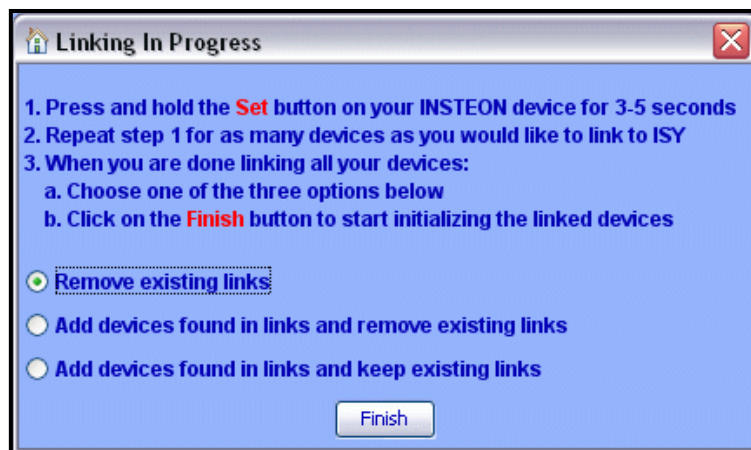 Linking In Progress
1. Press and hold the Set button on your INSTEON device for 3-5 seconds
2. Repeat step 1 for as many devices as you would like to link to ISY
3. When you are done linking all your devices:
a. Choose one of the three options below
b. Click on the Finish button to start initializing the linked devices
Remove existing links
Add devices found in links and remove existing links
Add devices found in links and keep existing links
Finish